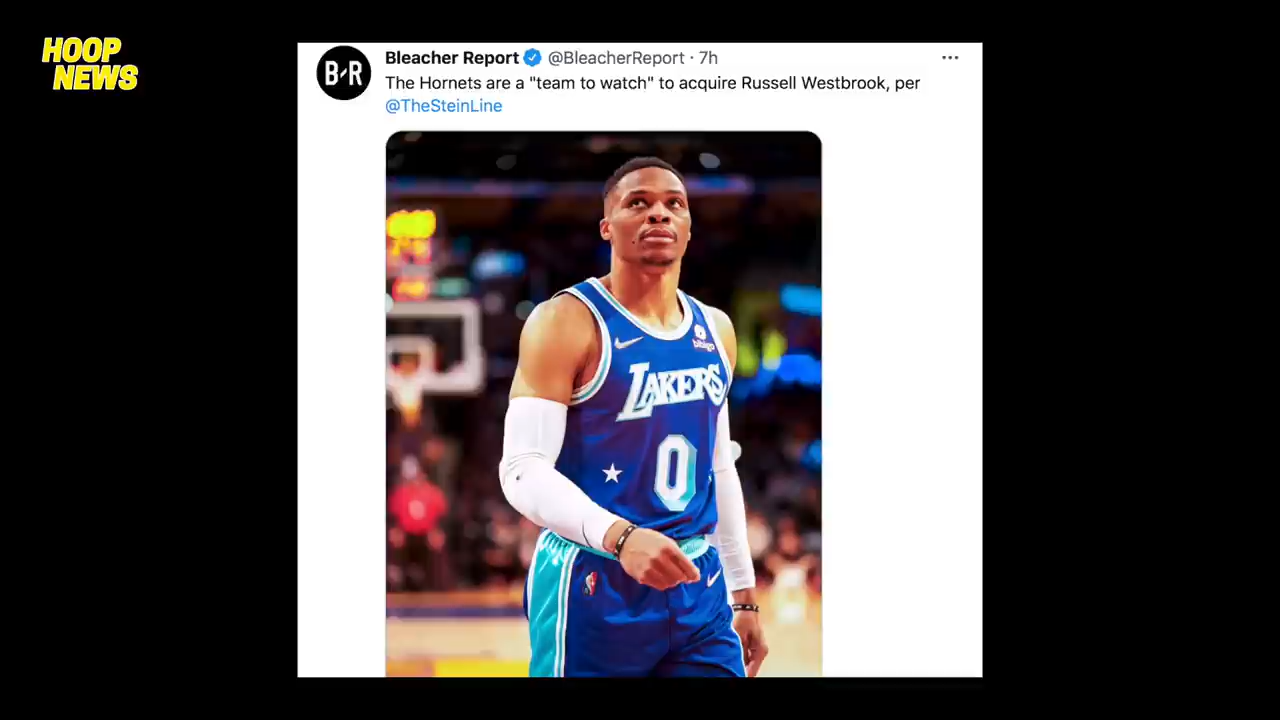 HOOP
NEWS
B-R
Bleacher Report @BleacherReport · 7h
The Hornets are a "team to watch" to acquire Russell Westbrook, per
@TheSteinLine
bibigo
LAKERS
0